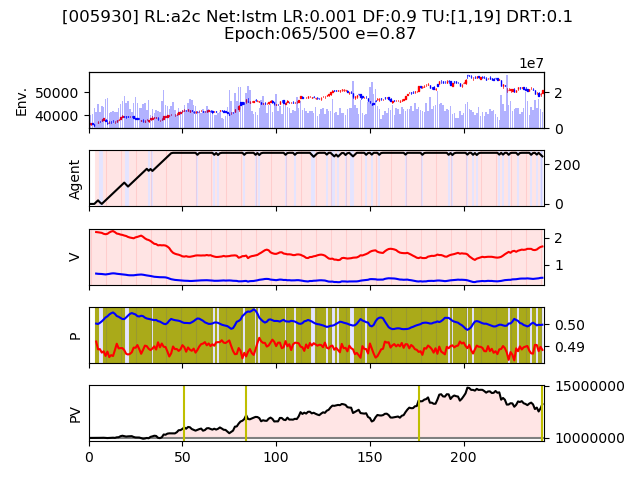 [005930] RL:a2c Net:lstm LR:0.001 DF:0.9 TU:[1,19] DRT:0.1
Epoch:065/500 e=0.87
1e7
Env.
50000
40000
2
0
Agent
200
0
V
2
1
P
0.50
0.49
PV
15000000
10000000
0 50 100 150 200